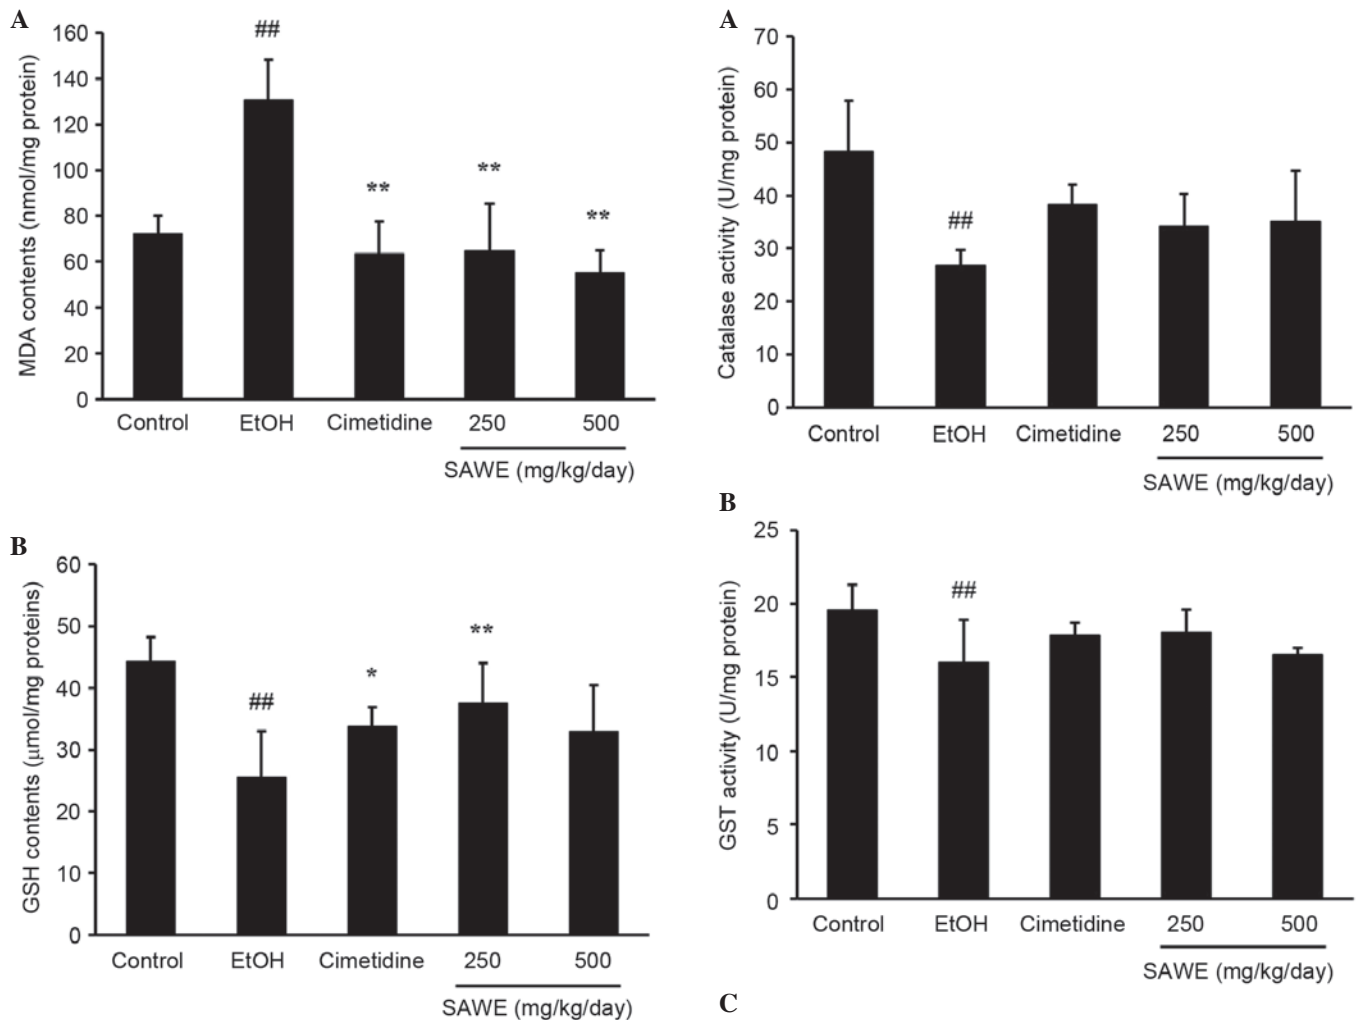 A
MDA contents (nmol/mg protein)
160
140
120
100
80
60
40
20
0
##
**
**
**
Control EtOH Cimetidine 250 500
SAWE (mg/kg/day)
B
GSH contents (µmol/mg proteins)
60
50
40
30
20
10
0
##
*
**
Control EtOH Cimetidine 250 500
SAWE (mg/kg/day)
A
Catalase activity (U/mg protein)
70
60
50
40
30
20
10
0
##
Control EtOH Cimetidine 250 500
SAWE (mg/kg/day)
B
GST activity (U/mg protein)
25
20
15
10
5
0
##
Control EtOH Cimetidine 250 500
SAWE (mg/kg/day)
C